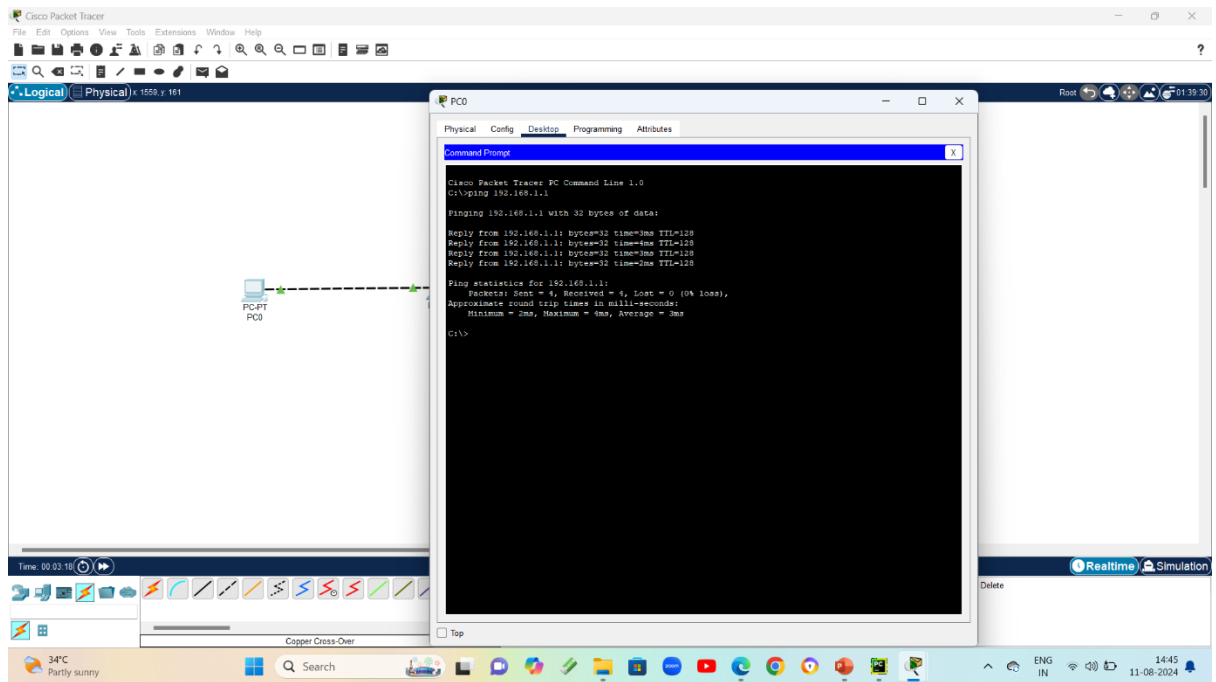 Cisco Packet Tracer
File Edit Options View Tools Extensions Window Help
?
Logical Physical x: 1559, y: 161
Root 01:39:30
PC0
Physical Config Desktop Programming Attributes
Command Prompt X
Cisco Packet Tracer PC Command Line 1.0
C:\>ping 192.168.1.1
Pinging 192.168.1.1 with 32 bytes of data:
Reply from 192.168.1.1: bytes=32 time=3ms TTL=128
Reply from 192.168.1.1: bytes=32 time=4ms TTL=128
Reply from 192.168.1.1: bytes=32 time=3ms TTL=128
Reply from 192.168.1.1: bytes=32 time=2ms TTL=128
Ping statistics for 192.168.1.1:
Packets: Sent = 4, Received = 4, Lost = 0 (0% loss),
Approximate round trip times in milli-seconds:
Minimum = 2ms, Maximum = 4ms, Average = 3ms
C:\>
PC-PT
PC0
Top
Time: 00:03:18
Realtime Simulation
Delete
Copper Cross-Over
34°C
Partly sunny
Search
zoom
ENG
IN
14:45
11-08-2024